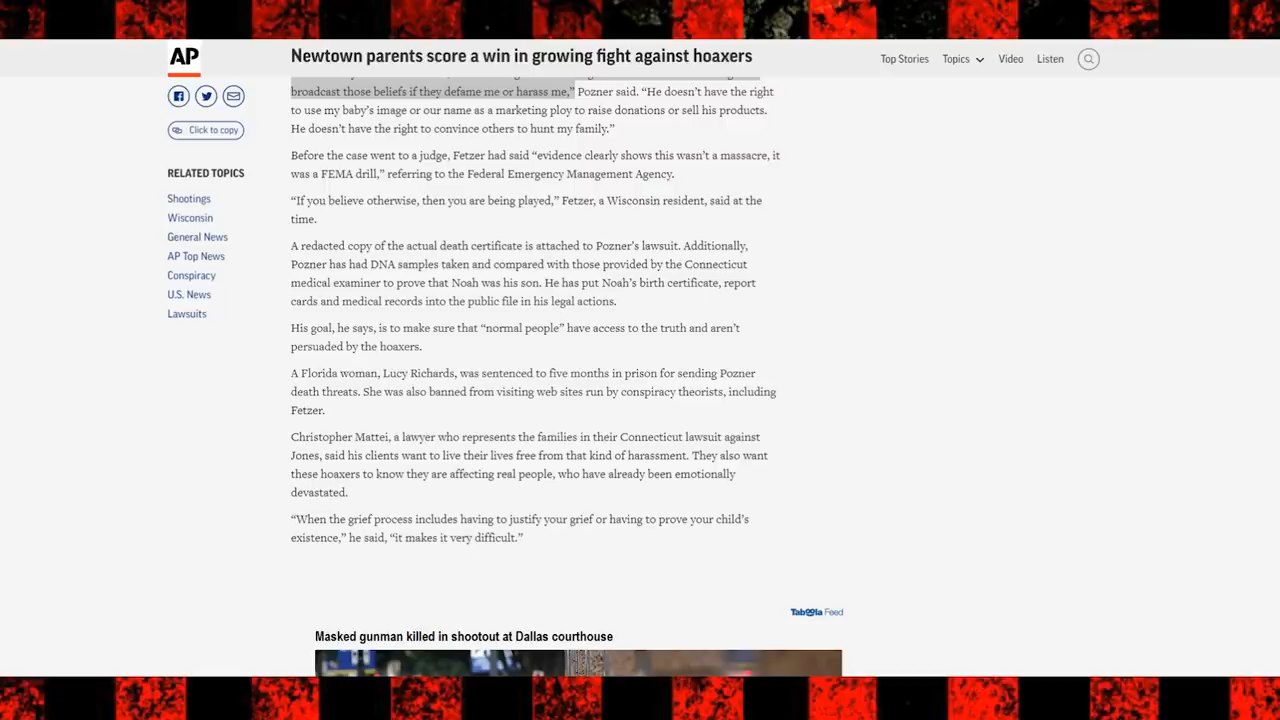 AP
Newtown parents score a win in growing fight against hoaxers
Top Stories
Topics
Video
Listen
broadcast those beliefs if they defame me or harass me,” Pozner said. “He doesn’t have the right
to use my baby’s image or our name as a marketing ploy to raise donations or sell his products.
He doesn’t have the right to convince others to hunt my family.”
Click to copy
RELATED TOPICS
Shootings
Wisconsin
General News
AP Top News
Conspiracy
U.S. News
Lawsuits
Before the case went to a judge, Fetzer had said “evidence clearly shows this wasn’t a massacre, it
was a FEMA drill,” referring to the Federal Emergency Management Agency.
“If you believe otherwise, then you are being played,” Fetzer, a Wisconsin resident, said at the
time.
A redacted copy of the actual death certificate is attached to Pozner’s lawsuit. Additionally,
Pozner has had DNA samples taken and compared with those provided by the Connecticut
medical examiner to prove that Noah was his son. He has put Noah’s birth certificate, report
cards and medical records into the public file in his legal actions.
His goal, he says, is to make sure that “normal people” have access to the truth and aren’t
persuaded by the hoaxers.
A Florida woman, Lucy Richards, was sentenced to five months in prison for sending Pozner
death threats. She was also banned from visiting web sites run by conspiracy theorists, including
Fetzer.
Christopher Mattei, a lawyer who represents the families in their Connecticut lawsuit against
Jones, said his clients want to live their lives free from that kind of harassment. They also want
these hoaxers to know they are affecting real people, who have already been emotionally
devastated.
“When the grief process includes having to justify your grief or having to prove your child’s
existence,” he said, “it makes it very difficult.”
Taboola Feed
Masked gunman killed in shootout at Dallas courthouse